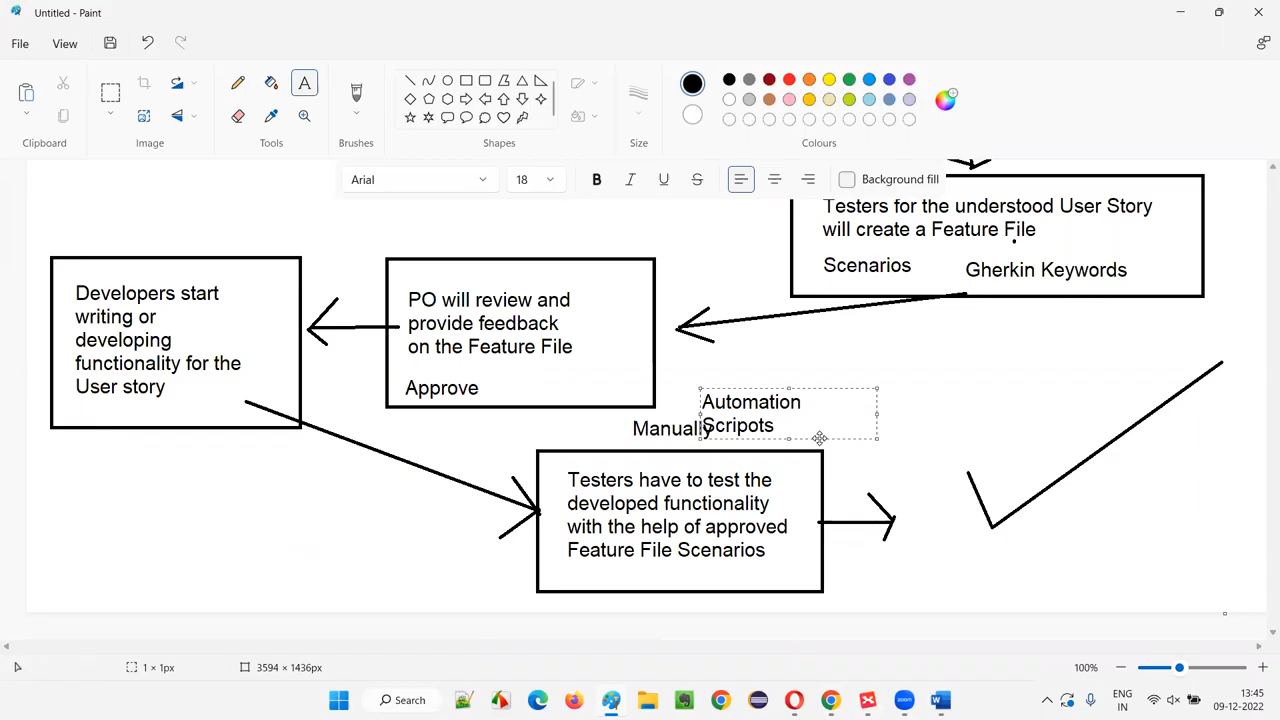 Untitled - Paint
File
View
Clipboard
Image
Tools
Brushes
Shapes
Size
Colours
Arial
18
B
I
U
S
Background fill
A
Testers for the understood User Story
will create a Feature File
Scenarios
Gherkin Keywords
Developers start
writing or
developing
functionality for the
User story
PO will review and
provide feedback
on the Feature File
Approve
Automation
Scripots
Manually
Testers have to test the
developed functionality
with the help of approved
Feature File Scenarios
1 × 1px
3594 × 1436px
100%
Search
zoom
W
ENG
IN
13:45
09-12-2022